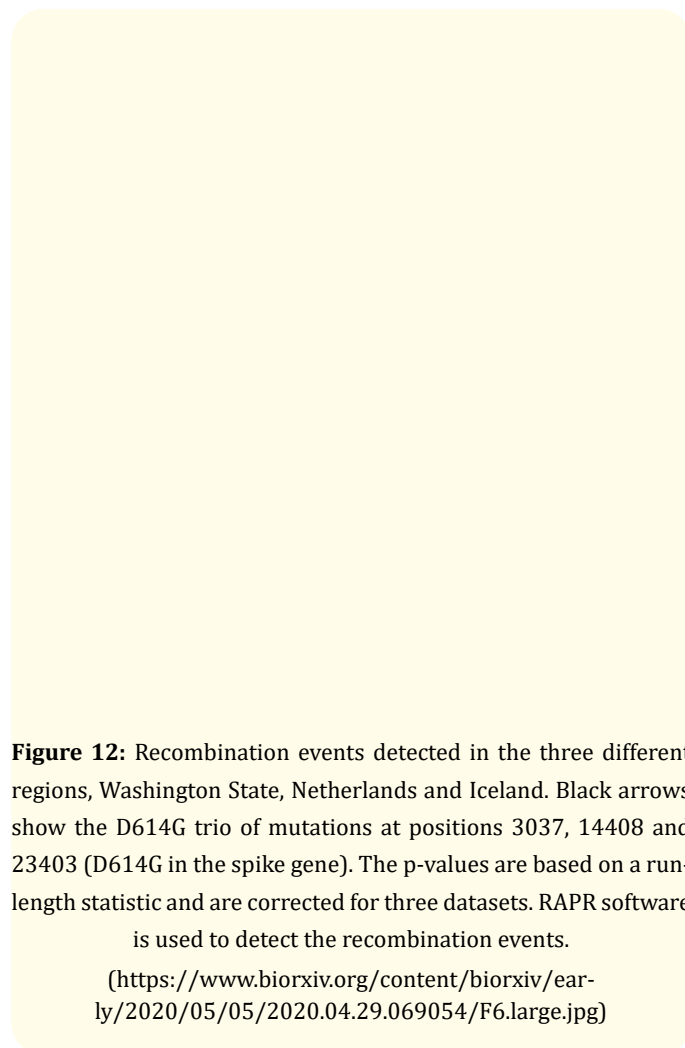 Figure 12: Recombination events detected in the three different
regions, Washington State, Netherlands and Iceland. Black arrows
show the D614G trio of mutations at positions 3037, 14408 and
23403 (D614G in the spike gene). The p-values are based on a run-
length statistic and are corrected for three datasets. RAPR software
is used to detect the recombination events.
(https://www.biorxiv.org/content/biorxiv/ear-
ly/2020/05/05/2020.04.29.069054/F6.large.jpg)